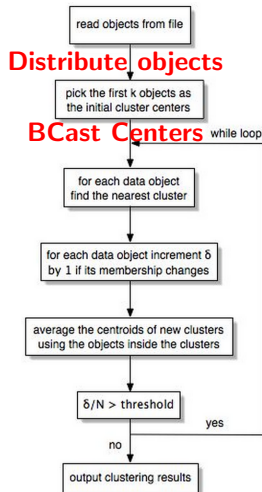 read objects from file
Distribute objects
pick the first k objects as
the initial cluster centers
BCast Centers
while loop
for each data object
find the nearest cluster
for each data object increment δ
by 1 if its membership changes
average the centroids of new clusters
using the objects inside the clusters
δ/N > threshold
yes
no
output clustering results